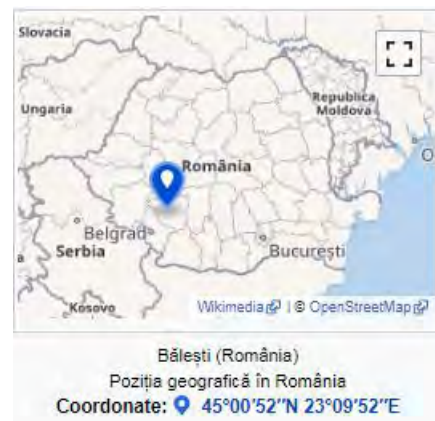 Slovacia
Ungaria
Republica
Moldova
România
O
Belgrad
Serbia
București
a
Kosovo
Wikimedia | © OpenStreetMap
Bălești (România)
Poziția geografică în România
Coordonate: 45°00′52″N 23°09′52″E